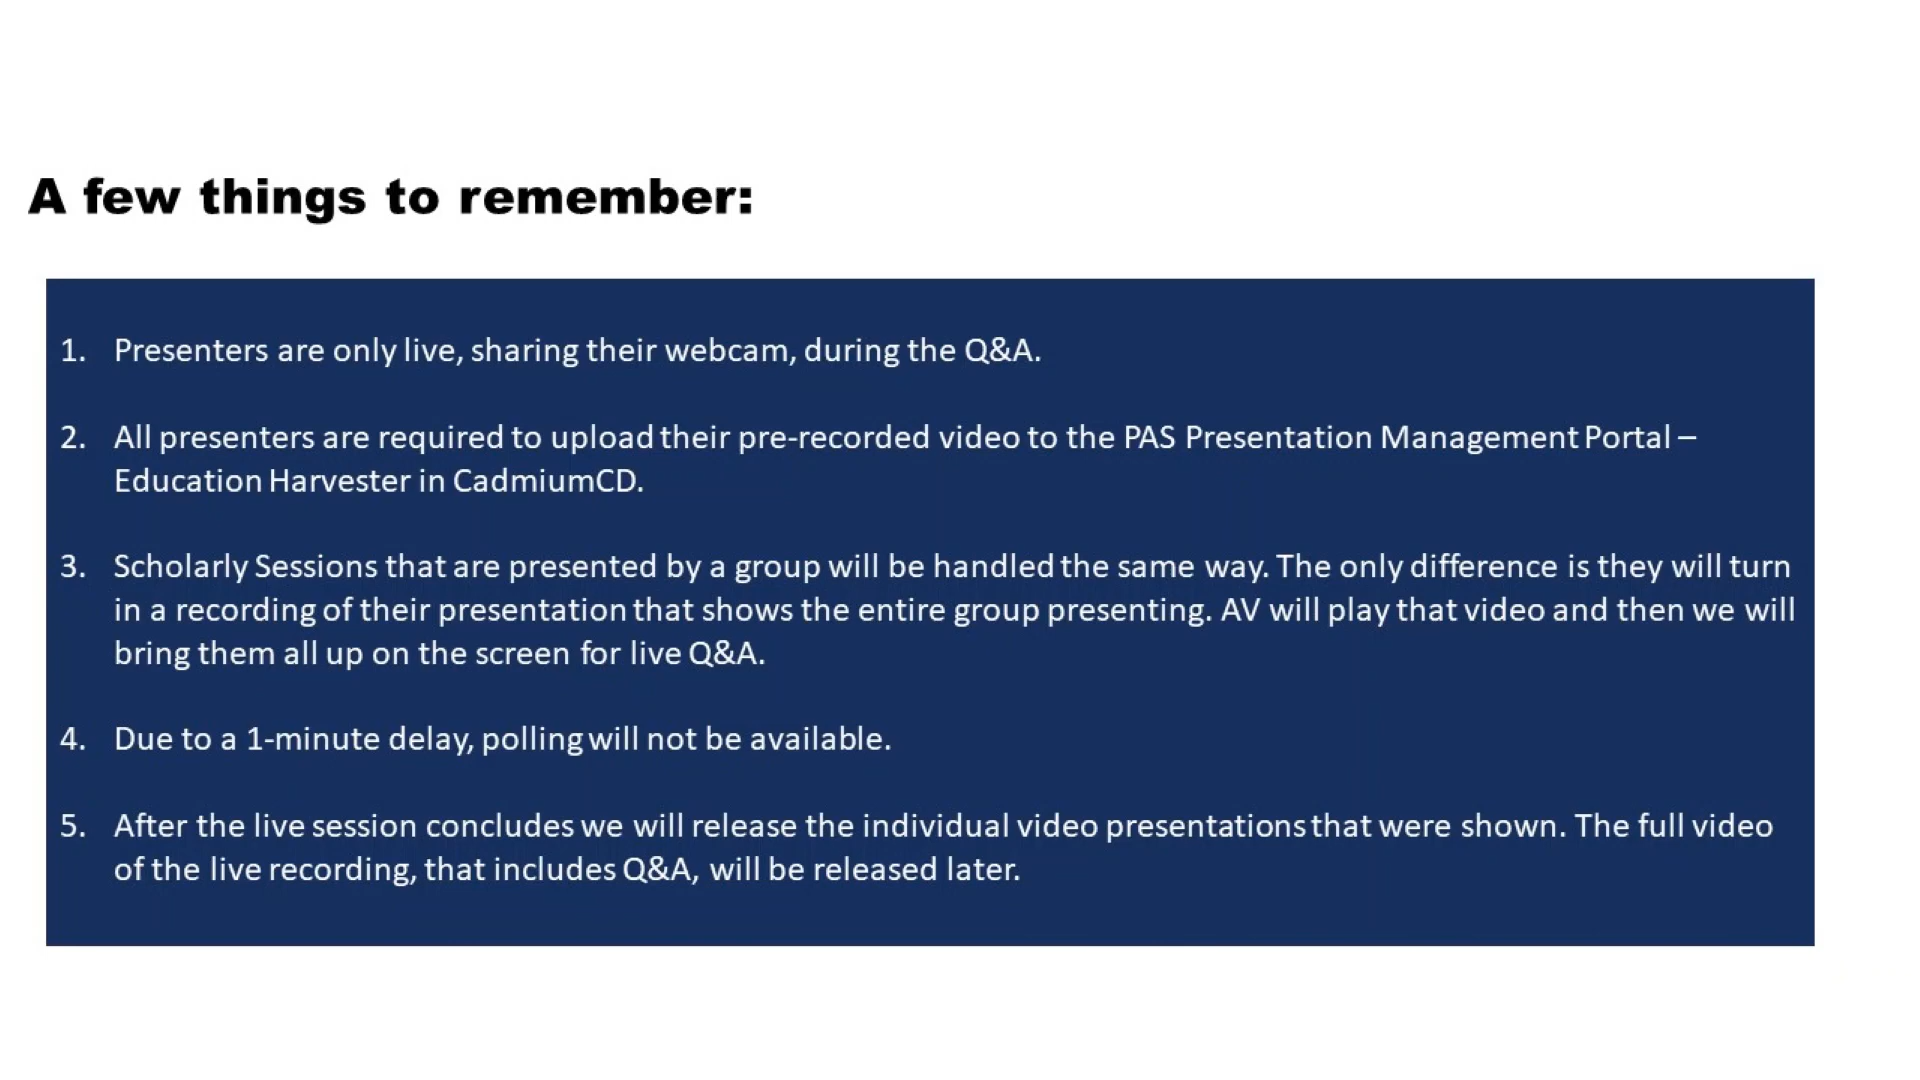 A few things to remember:
1. Presenters are only live, sharing their webcam, during the Q&A.
2. All presenters are required to upload their pre-recorded video to the PAS Presentation Management Portal –
Education Harvester in CadmiumCD.
3. Scholarly Sessions that are presented by a group will be handled the same way. The only difference is they will turn
in a recording of their presentation that shows the entire group presenting. AV will play that video and then we will
bring them all up on the screen for live Q&A.
4. Due to a 1-minute delay, polling will not be available.
5. After the live session concludes we will release the individual video presentations that were shown. The full video
of the live recording, that includes Q&A, will be released later.